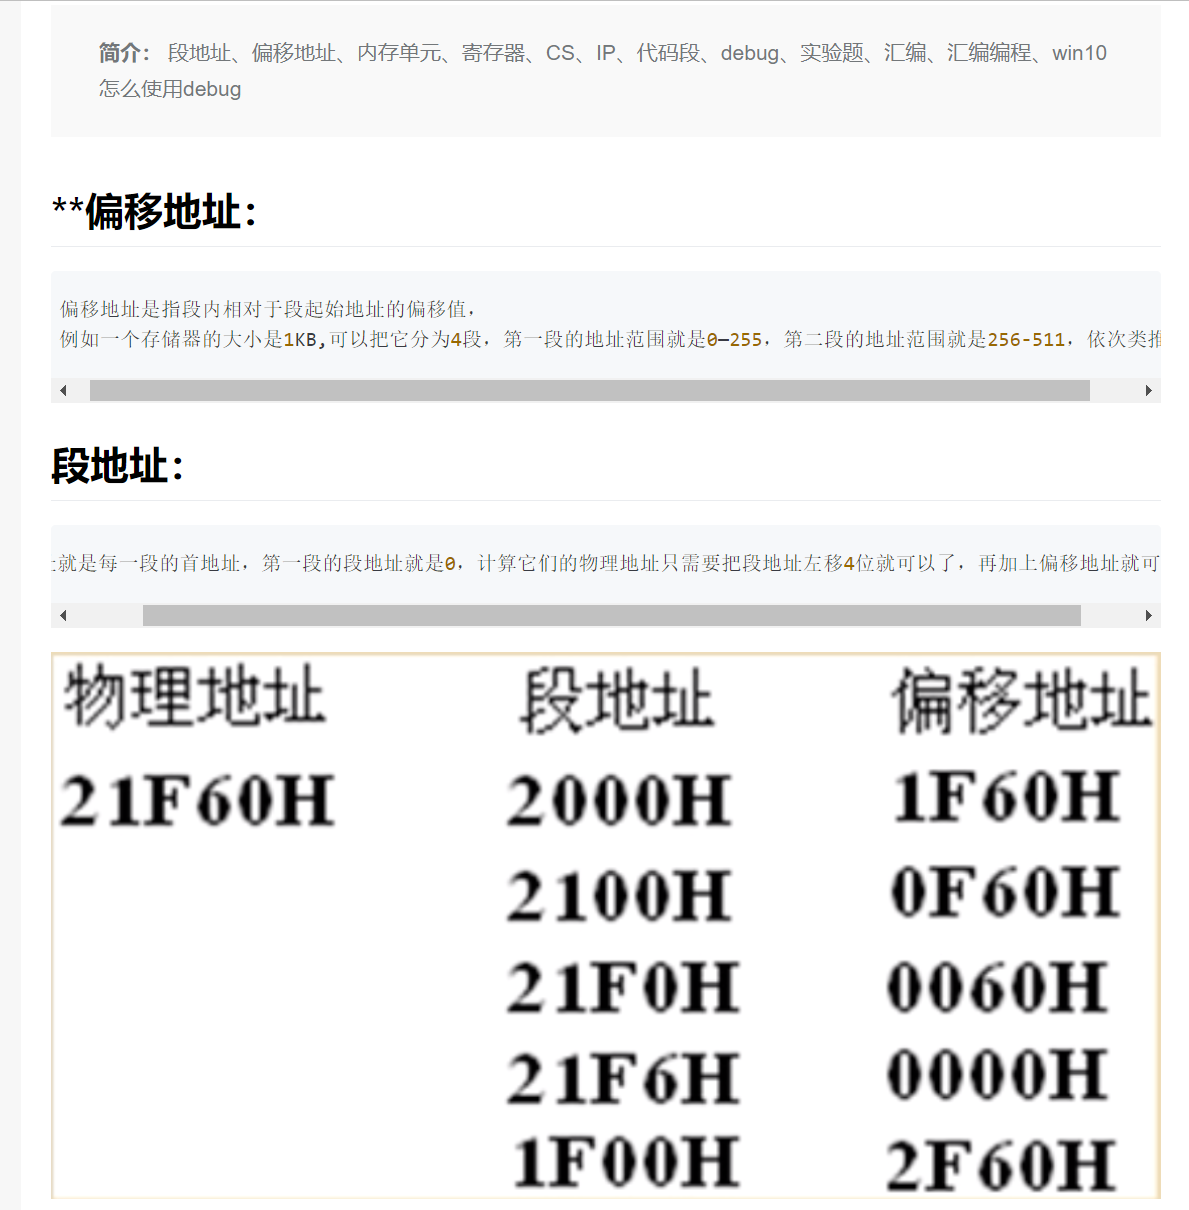 简介： 段地址、偏移地址、内存单元、寄存器、CS、IP、代码段、debug、实验题、汇编、汇编编程、win10
怎么使用debug
**偏移地址：
偏移地址是指段内相对于段起始地址的偏移值，
例如一个存储器的大小是1KB,可以把它分为4段，第一段的地址范围就是0—255，第二段的地址范围就是256-511，依次类推
段地址：
就是每一段的首地址，第一段的段地址就是0，计算它们的物理地址只需要把段地址左移4位就可以了，再加上偏移地址就可
物理地址 段地址 偏移地址
21F60H 2000H 1F60H
2100H 0F60H
21F0H 0060H
21F6H 0000H
1F00H 2F60H